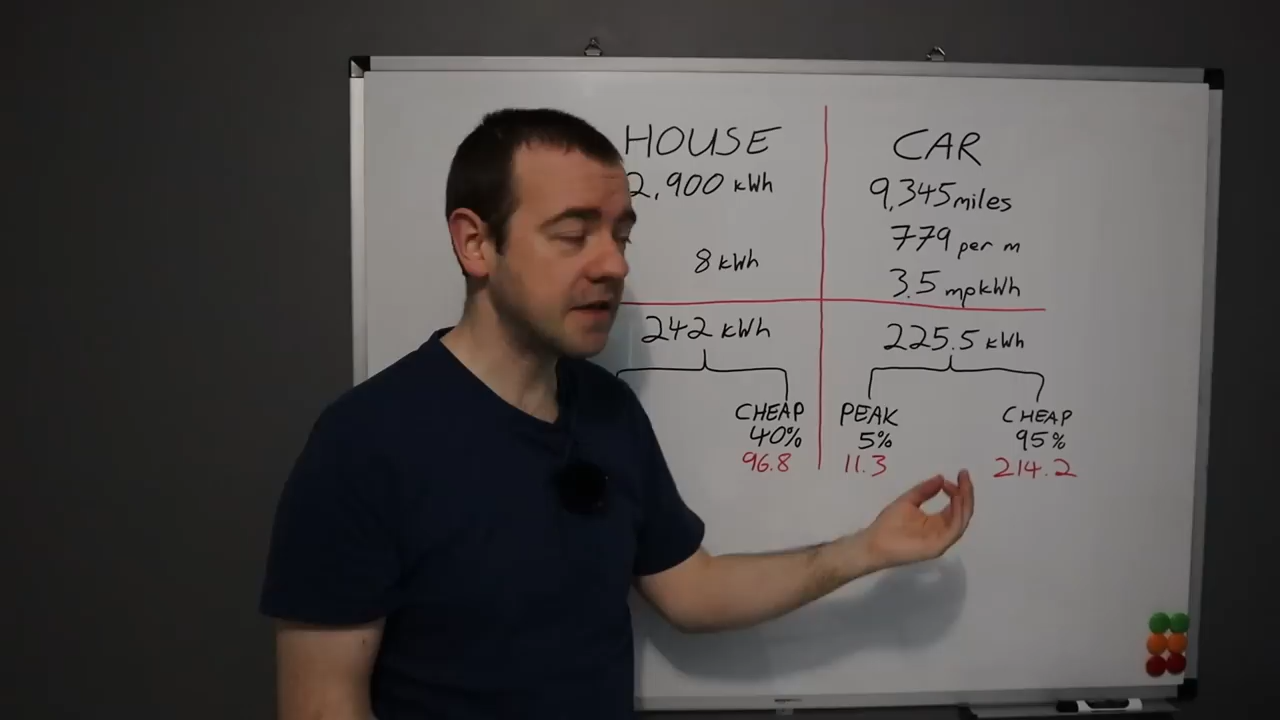 HOUSE
2,900 kWh
8 kWh
242 kWh
CHEAP
40%
96.8
CAR
9,345 miles
779 per m
3.5 mpkWh
225.5 kWh
PEAK
5%
11.3
CHEAP
95%
214.2